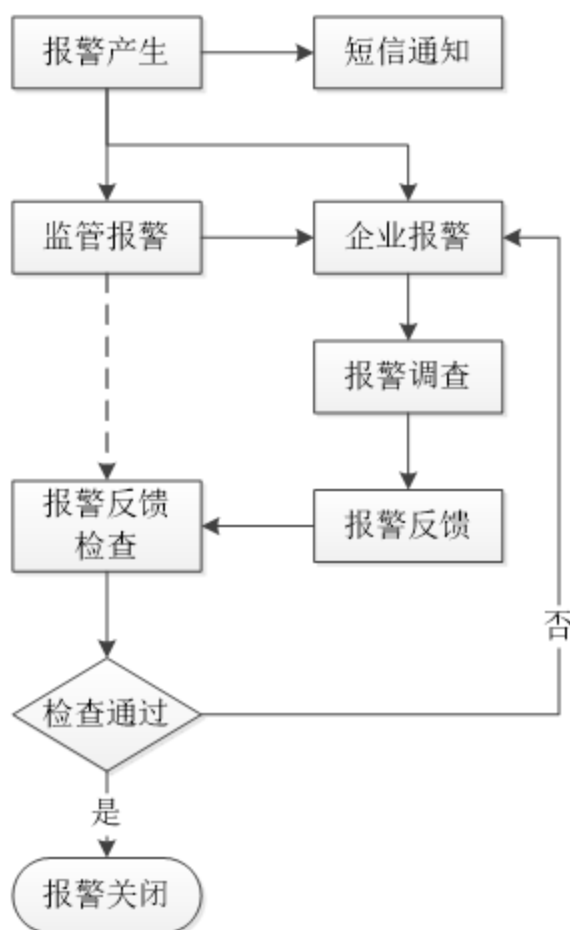 报警产生
短信通知
监管报警
企业报警
报警调查
报警反馈
检查
报警反馈
否
检查通过
是
报警关闭